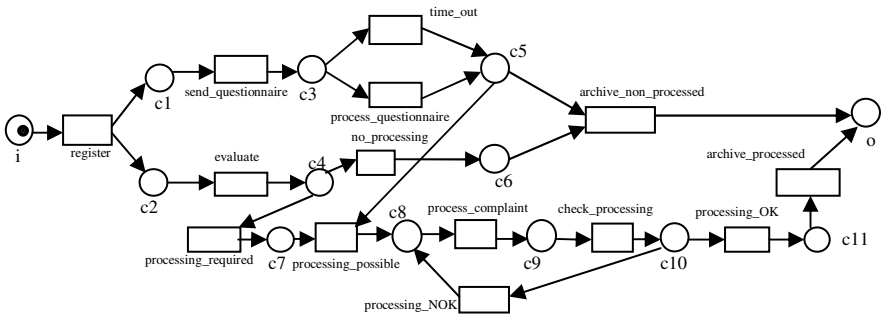 time_out
c5
send_questionnaire
c1
c3
archive_non_processed
process_questionnaire
i
register
no_processing
o
evaluate
c4
archive_processed
c2
c6
c8
process_complaint
check_processing
processing_OK
c11
processing_required
c7
processing_possible
c9
c10
processing_NOK